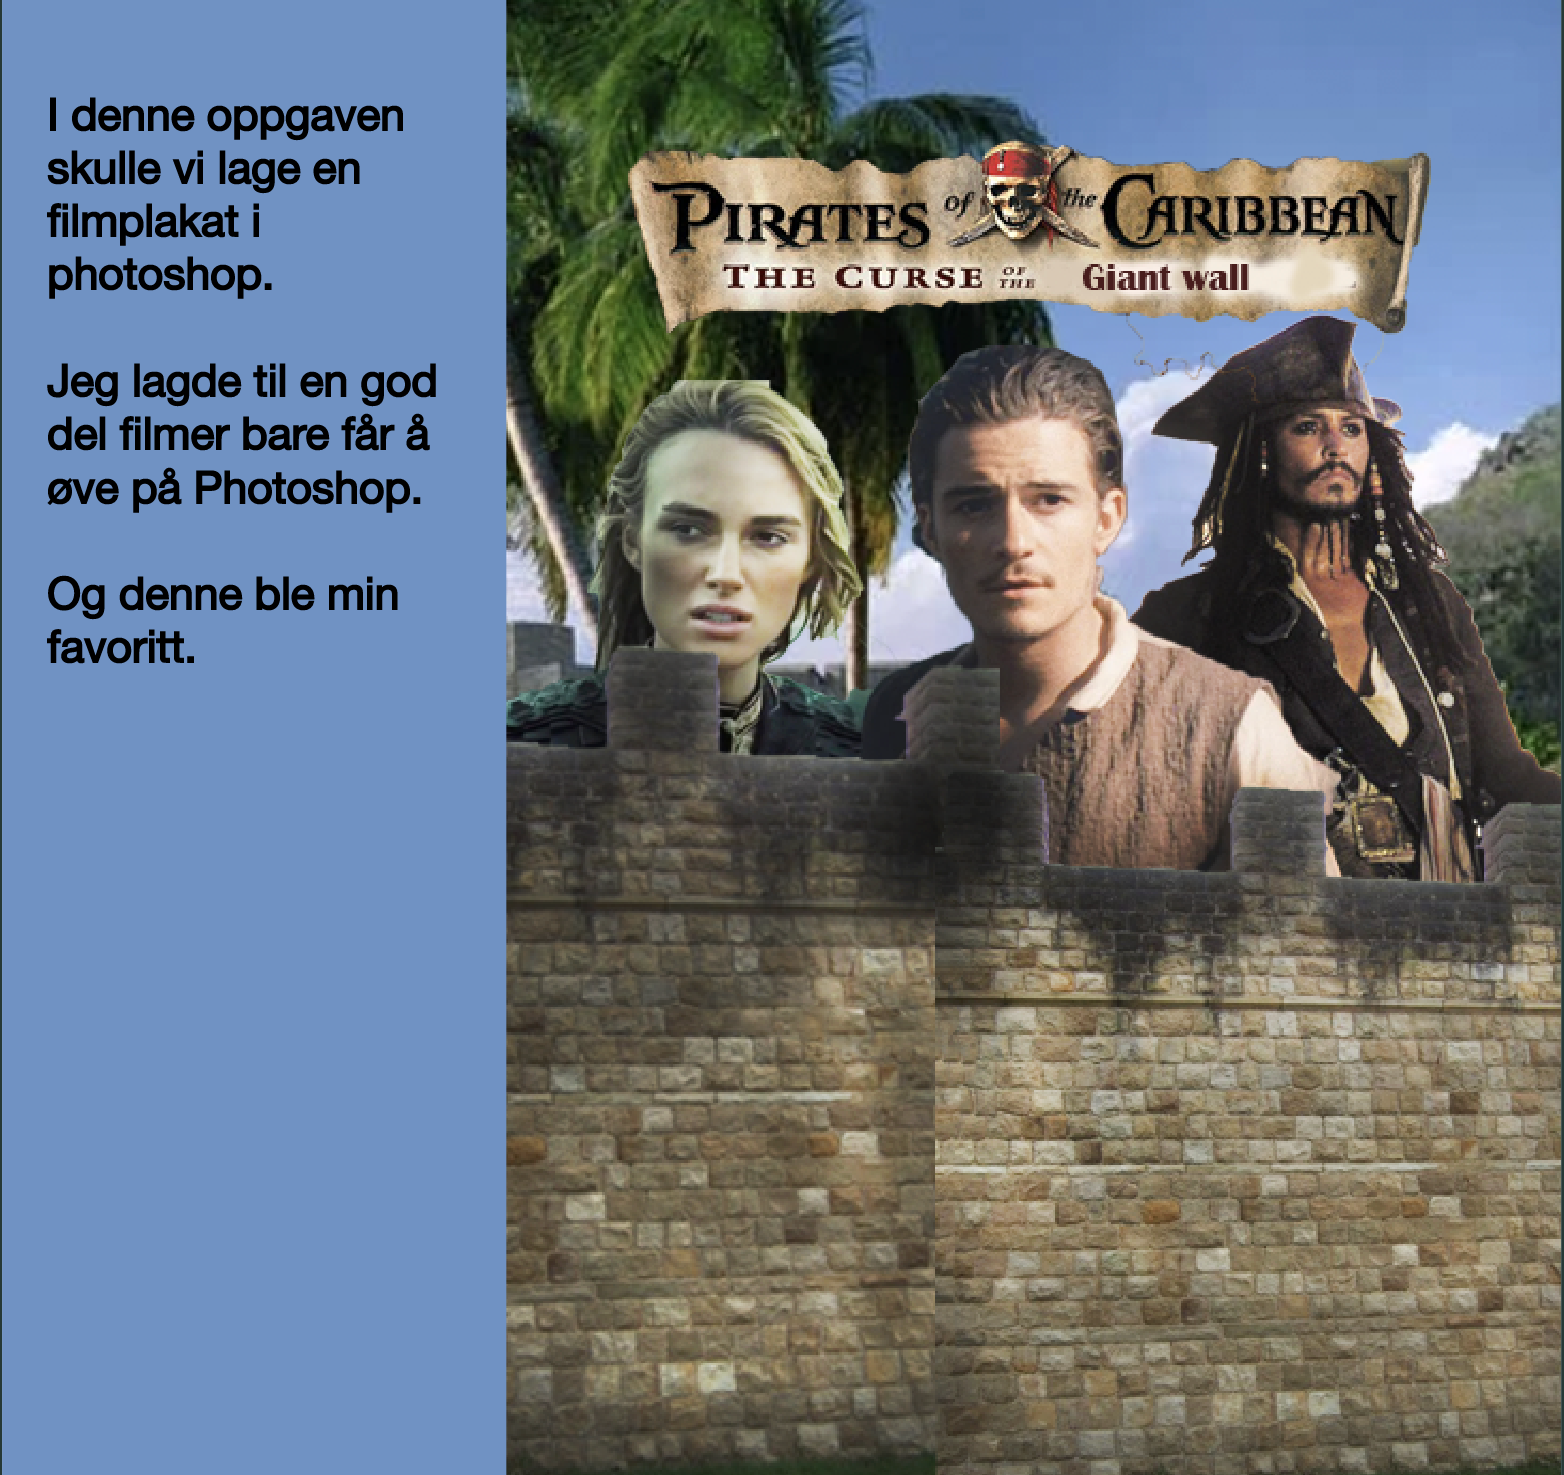 I denne oppgaven
skulle vi lage en
filmplakat i
photoshop.
Jeg lagde til en god
del filmer bare får å
øve på Photoshop.
Og denne ble min
favoritt.
PIRATES of the CARIBBEAN
THE CURSE OF THE Giant wall